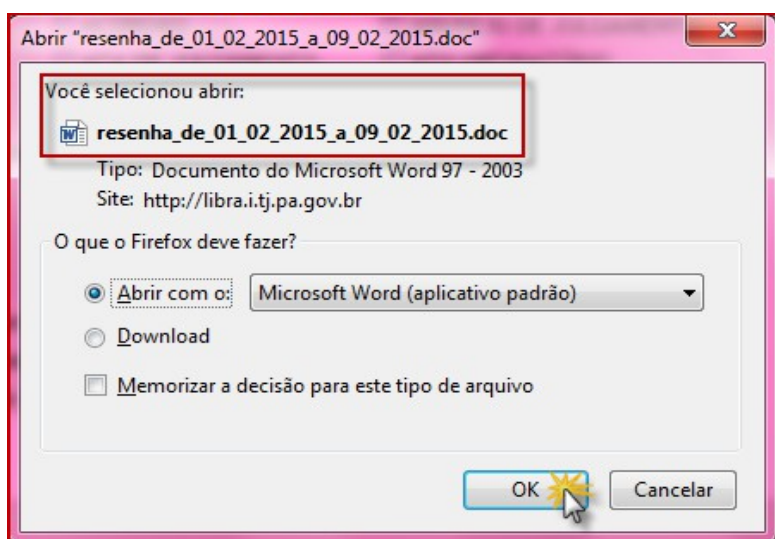 Abrir "resenha_de_01_02_2015_a_09_02_2015.doc"
Você selecionou abrir:
resenha_de_01_02_2015_a_09_02_2015.doc
Tipo: Documento do Microsoft Word 97 - 2003
Site: http://libra.i.tj.pa.gov.br
O que o Firefox deve fazer?
Abrir com o: Microsoft Word (aplicativo padrão)
Download
Memorizar a decisão para este tipo de arquivo
OK Cancelar